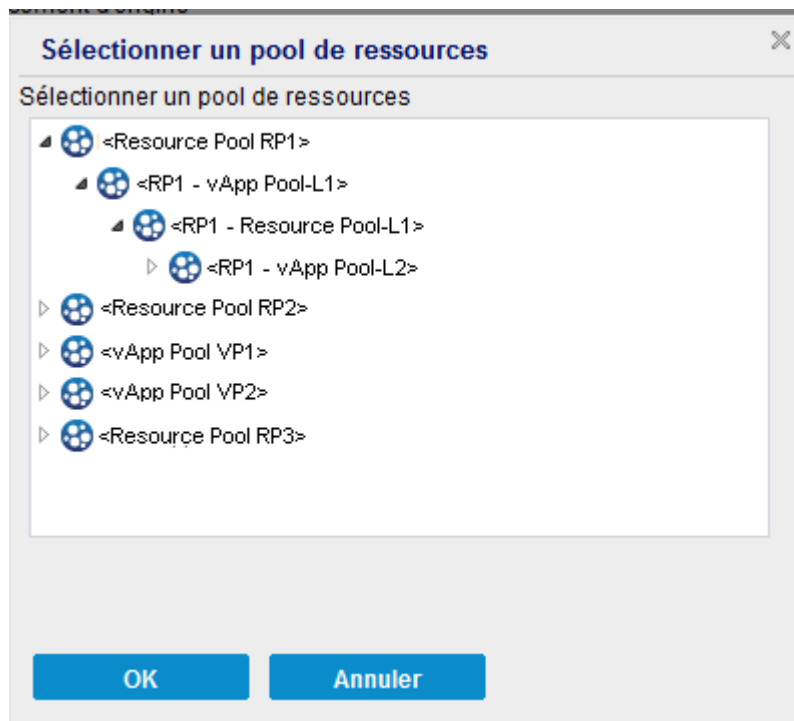 Sélectionner un pool de ressources
Sélectionner un pool de ressources
<Resource Pool RP1>
<RP1 - vApp Pool-L1>
<RP1 - Resource Pool-L1>
<RP1 - vApp Pool-L2>
<Resource Pool RP2>
<vApp Pool VP1>
<vApp Pool VP2>
<Resource Pool RP3>
OK Annuler